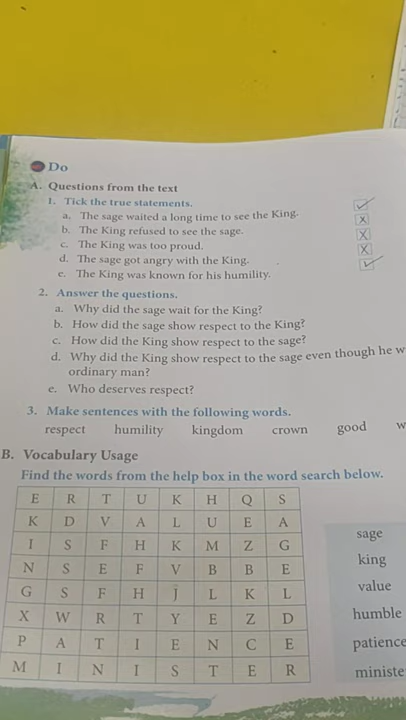 Do
A. Questions from the text
1. Tick the true statements.
a. The sage waited a long time to see the King. ✓
b. The King refused to see the sage. x
c. The King was too proud. x
d. The sage got angry with the King. x
e. The King was known for his humility. ✓
2. Answer the questions.
a. Why did the sage wait for the King?
b. How did the sage show respect to the King?
c. How did the King show respect to the sage?
d. Why did the King show respect to the sage even though he w
ordinary man?
e. Who deserves respect?
3. Make sentences with the following words.
respect humility kingdom crown good w
B. Vocabulary Usage
Find the words from the help box in the word search below.
E R T U K H Q S
K D V A L U E A
I S F H K M Z G
N S E F V B B E
G S F H J L K L
X W R T Y E Z D
P A T I E N C E
M I N I S T E R
sage
king
value
humble
patience
ministe